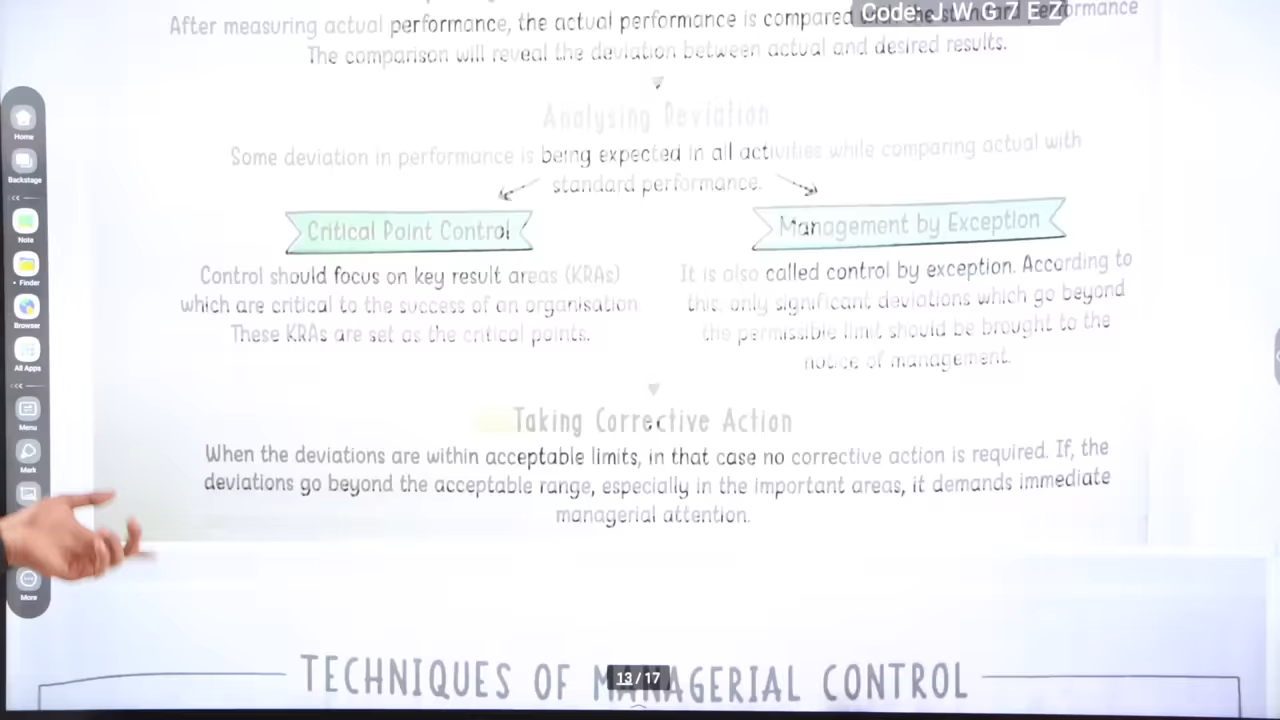 After measuring actual performance, the actual performance is compared with the standard performance
Code: J W G 7 E Z
The comparison will reveal the deviation between actual and desired results.
Analysing Deviation
Some deviation in performance is being expected in all activities while comparing actual with
standard performance.
Critical Point Control
Control should focus on key result areas (KRAs)
which are critical to the success of an organisation
These KRAs are set as the critical points.
Management by Exception
It is also called control by exception. According to
this, only significant deviations which go beyond
the permissible limit should be brought to the
notice of management.
Taking Corrective Action
When the deviations are within acceptable limits, in that case no corrective action is required. If, the
deviations go beyond the acceptable range, especially in the important areas, it demands immediate
managerial attention.
TECHNIQUES OF MANAGERIAL CONTROL
13 / 17
Home
Backstage
Note
Finder
Browser
All Apps
Menu
Mark
More